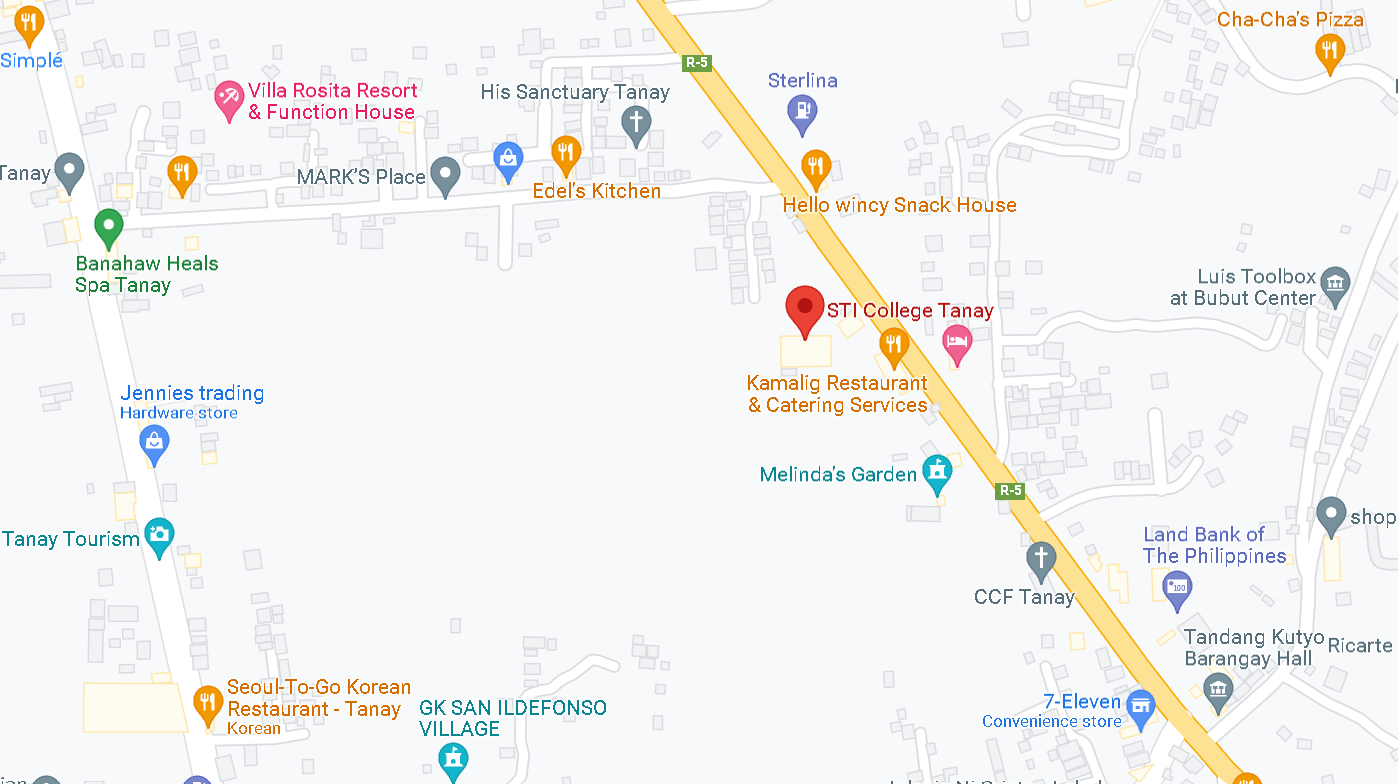 Cha-Cha's Pizza
Simplé
R-5
Sterlina
Villa Rosita Resort
& Function House
His Sanctuary Tanay
Tanay
MARK'S Place
Edel's Kitchen
Hello wincy Snack House
Banahaw Heals
Spa Tanay
Luis Toolbox
at Bubut Center
STI College Tanay
Kamalig Restaurant
& Catering Services
Jennies trading
Hardware store
Melinda's Garden
R-5
shop
Tanay Tourism
Land Bank of
The Philippines
100
CCF Tanay
Tandang Kutyo
Barangay Hall
Ricarte
Seoul-To-Go Korean
Restaurant - Tanay
Korean
GK SAN ILDEFONSO
VILLAGE
7-Eleven
Convenience store